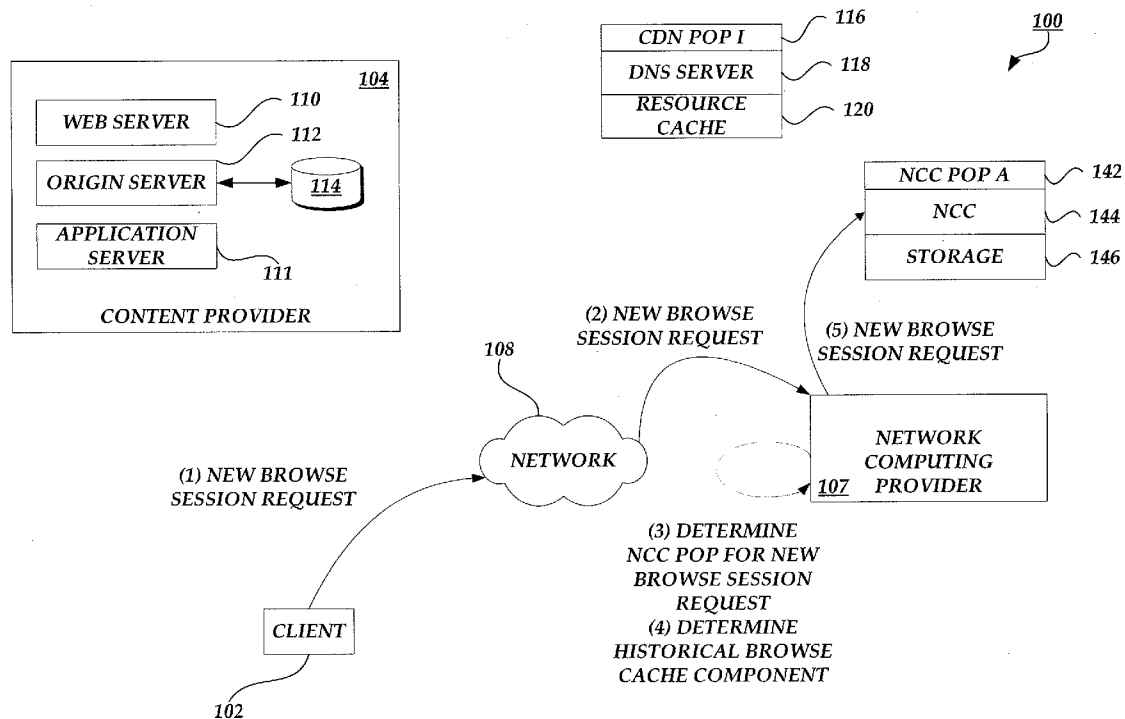 116
CDN POP I
100
104
DNS SERVER
118
110
RESOURCE
CACHE
120
WEB SERVER
112
ORIGIN SERVER
114
NCC POP A
142
NCC
144
APPLICATION
SERVER
111
STORAGE
146
CONTENT PROVIDER
(2) NEW BROWSE
SESSION REQUEST
(5) NEW BROWSE
SESSION REQUEST
108
NETWORK
NETWORK
COMPUTING
PROVIDER
107
(1) NEW BROWSE
SESSION REQUEST
(3) DETERMINE
NCC POP FOR NEW
BROWSE SESSION
REQUEST
(4) DETERMINE
HISTORICAL BROWSE
CACHE COMPONENT
CLIENT
102